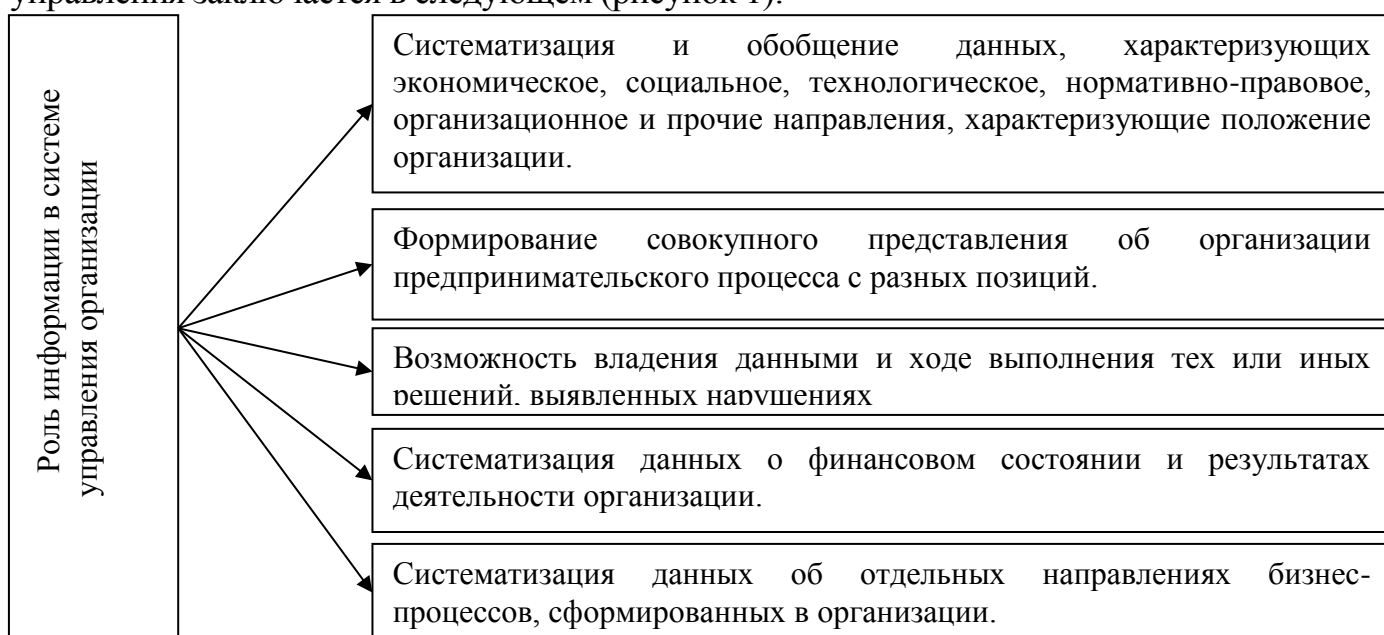 управления заключается в следующем (рисунок 1).
Роль информации в системе
управления организации
Систематизация и обобщение данных, характеризующих
экономическое, социальное, технологическое, нормативно-правовое,
организационное и прочие направления, характеризующие положение
организации.
Формирование совокупного представления об организации
предпринимательского процесса с разных позиций.
Возможность владения данными и ходе выполнения тех или иных
решений, выявленных нарушениях
Систематизация данных о финансовом состоянии и результатах
деятельности организации.
Систематизация данных об отдельных направлениях бизнес-
процессов, сформированных в организации.